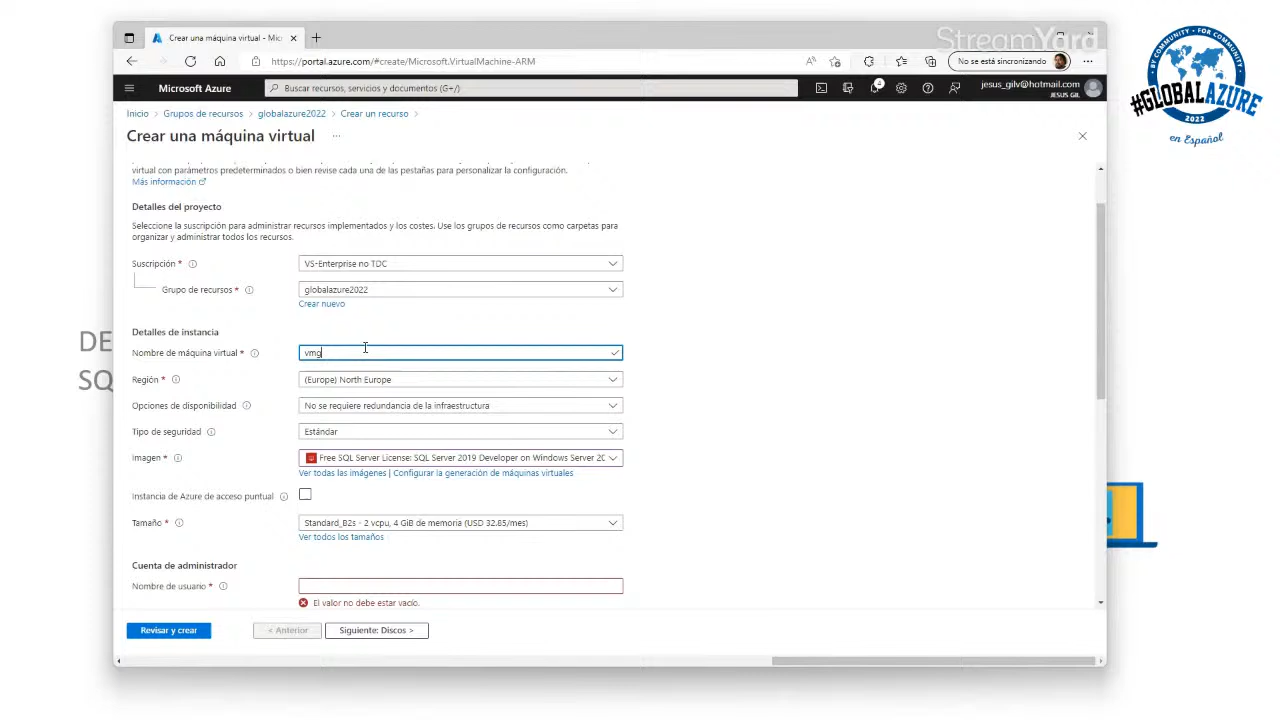 Crear una máquina virtual - Mic
StreamYard
https://portal.azure.com/#create/Microsoft.VirtualMachine-ARM
No se está sincronizando
Microsoft Azure
Buscar recursos, servicios y documentos (G+/)
4
jesus_gilv@hotmail.com
JESUS GIL
BY COMMUNITY • FOR COMMUNITY
#GLOBALAZURE
2022
en Español
Inicio > Grupos de recursos > globalazure2022 > Crear un recurso >
Crear una máquina virtual ...
virtual con parámetros predeterminados o bien revise cada una de las pestañas para personalizar la configuración.
Más información
Detalles del proyecto
Seleccione la suscripción para administrar recursos implementados y los costes. Use los grupos de recursos como carpetas para
organizar y administrar todos los recursos.
Suscripción * VS-Enterprise no TDC
Grupo de recursos * globalazure2022
Crear nuevo
DE
SQ
Detalles de instancia
Nombre de máquina virtual * vmg
Región * (Europe) North Europe
Opciones de disponibilidad No se requiere redundancia de la infraestructura
Tipo de seguridad Estándar
Imagen * Free SQL Server License: SQL Server 2019 Developer on Windows Server 20
Ver todas las imágenes | Configurar la generación de máquinas virtuales
Instancia de Azure de acceso puntual
Tamaño * Standard_B2s - 2 vcpu, 4 GiB de memoria (USD 32.85/mes)
Ver todos los tamaños
Cuenta de administrador
Nombre de usuario *
El valor no debe estar vacío.
Revisar y crear
< Anterior
Siguiente: Discos >